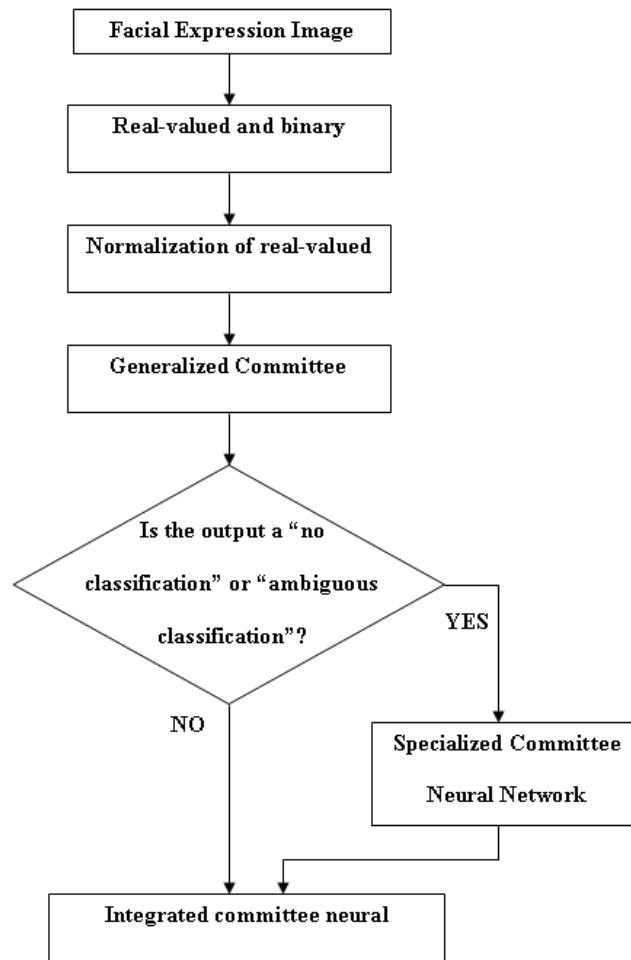 Facial Expression Image
Real-valued and binary
Normalization of real-valued
Generalized Committee
Is the output a “no
classification” or “ambiguous
classification”?
YES
NO
Specialized Committee
Neural Network
Integrated committee neural